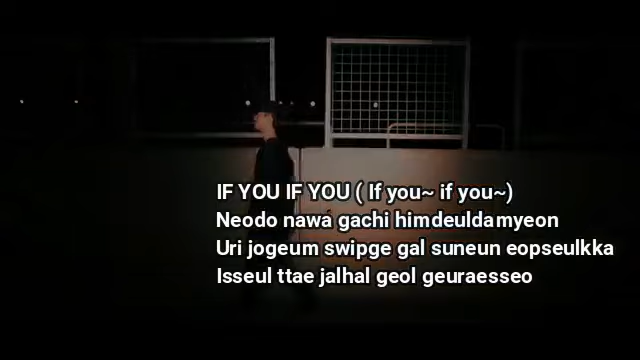 IF YOU IF YOU ( If you~ if you~)
Neodo nawa gachi himdeuldamyeon
Uri jogeum swipge gal suneun eopseulkka
Isseul ttae jalhal geol geuraesseo